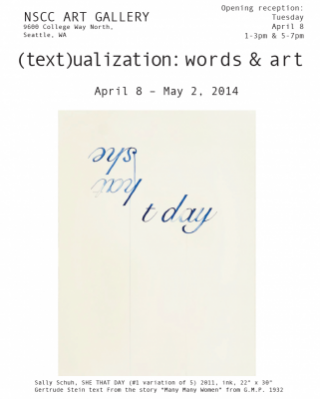 NSCC ART GALLERY
9600 College Way North,
Seattle, WA
Opening reception:
Tuesday
April 8
1-3pm & 5-7pm
(text)ualization: words & art
April 8 – May 2, 2014
she
hat
t day
Sally Schuh, SHE THAT DAY (#1 variation of 5) 2011, ink, 22" x 30"
Gertrude Stein text From the story "Many Many Women" from G.M.P. 1932